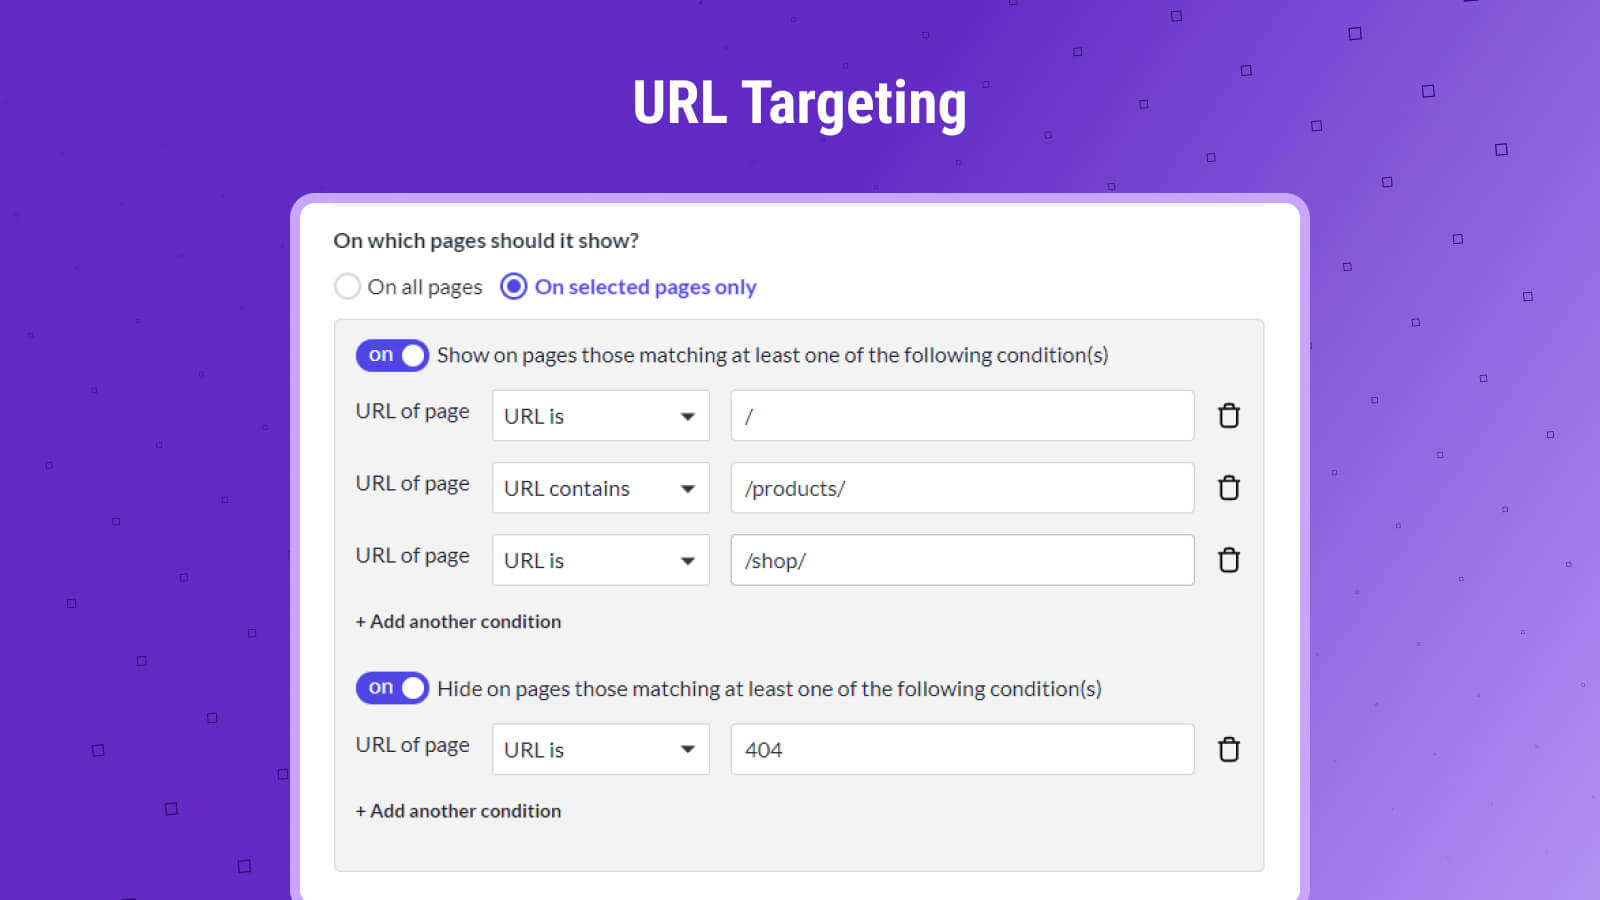 URL Targeting
On which pages should it show?
On all pages On selected pages only
on Show on pages those matching at least one of the following condition(s)
URL of page URL is /
URL of page URL contains /products/
URL of page URL is /shop/
+ Add another condition
on Hide on pages those matching at least one of the following condition(s)
URL of page URL is 404
+ Add another condition